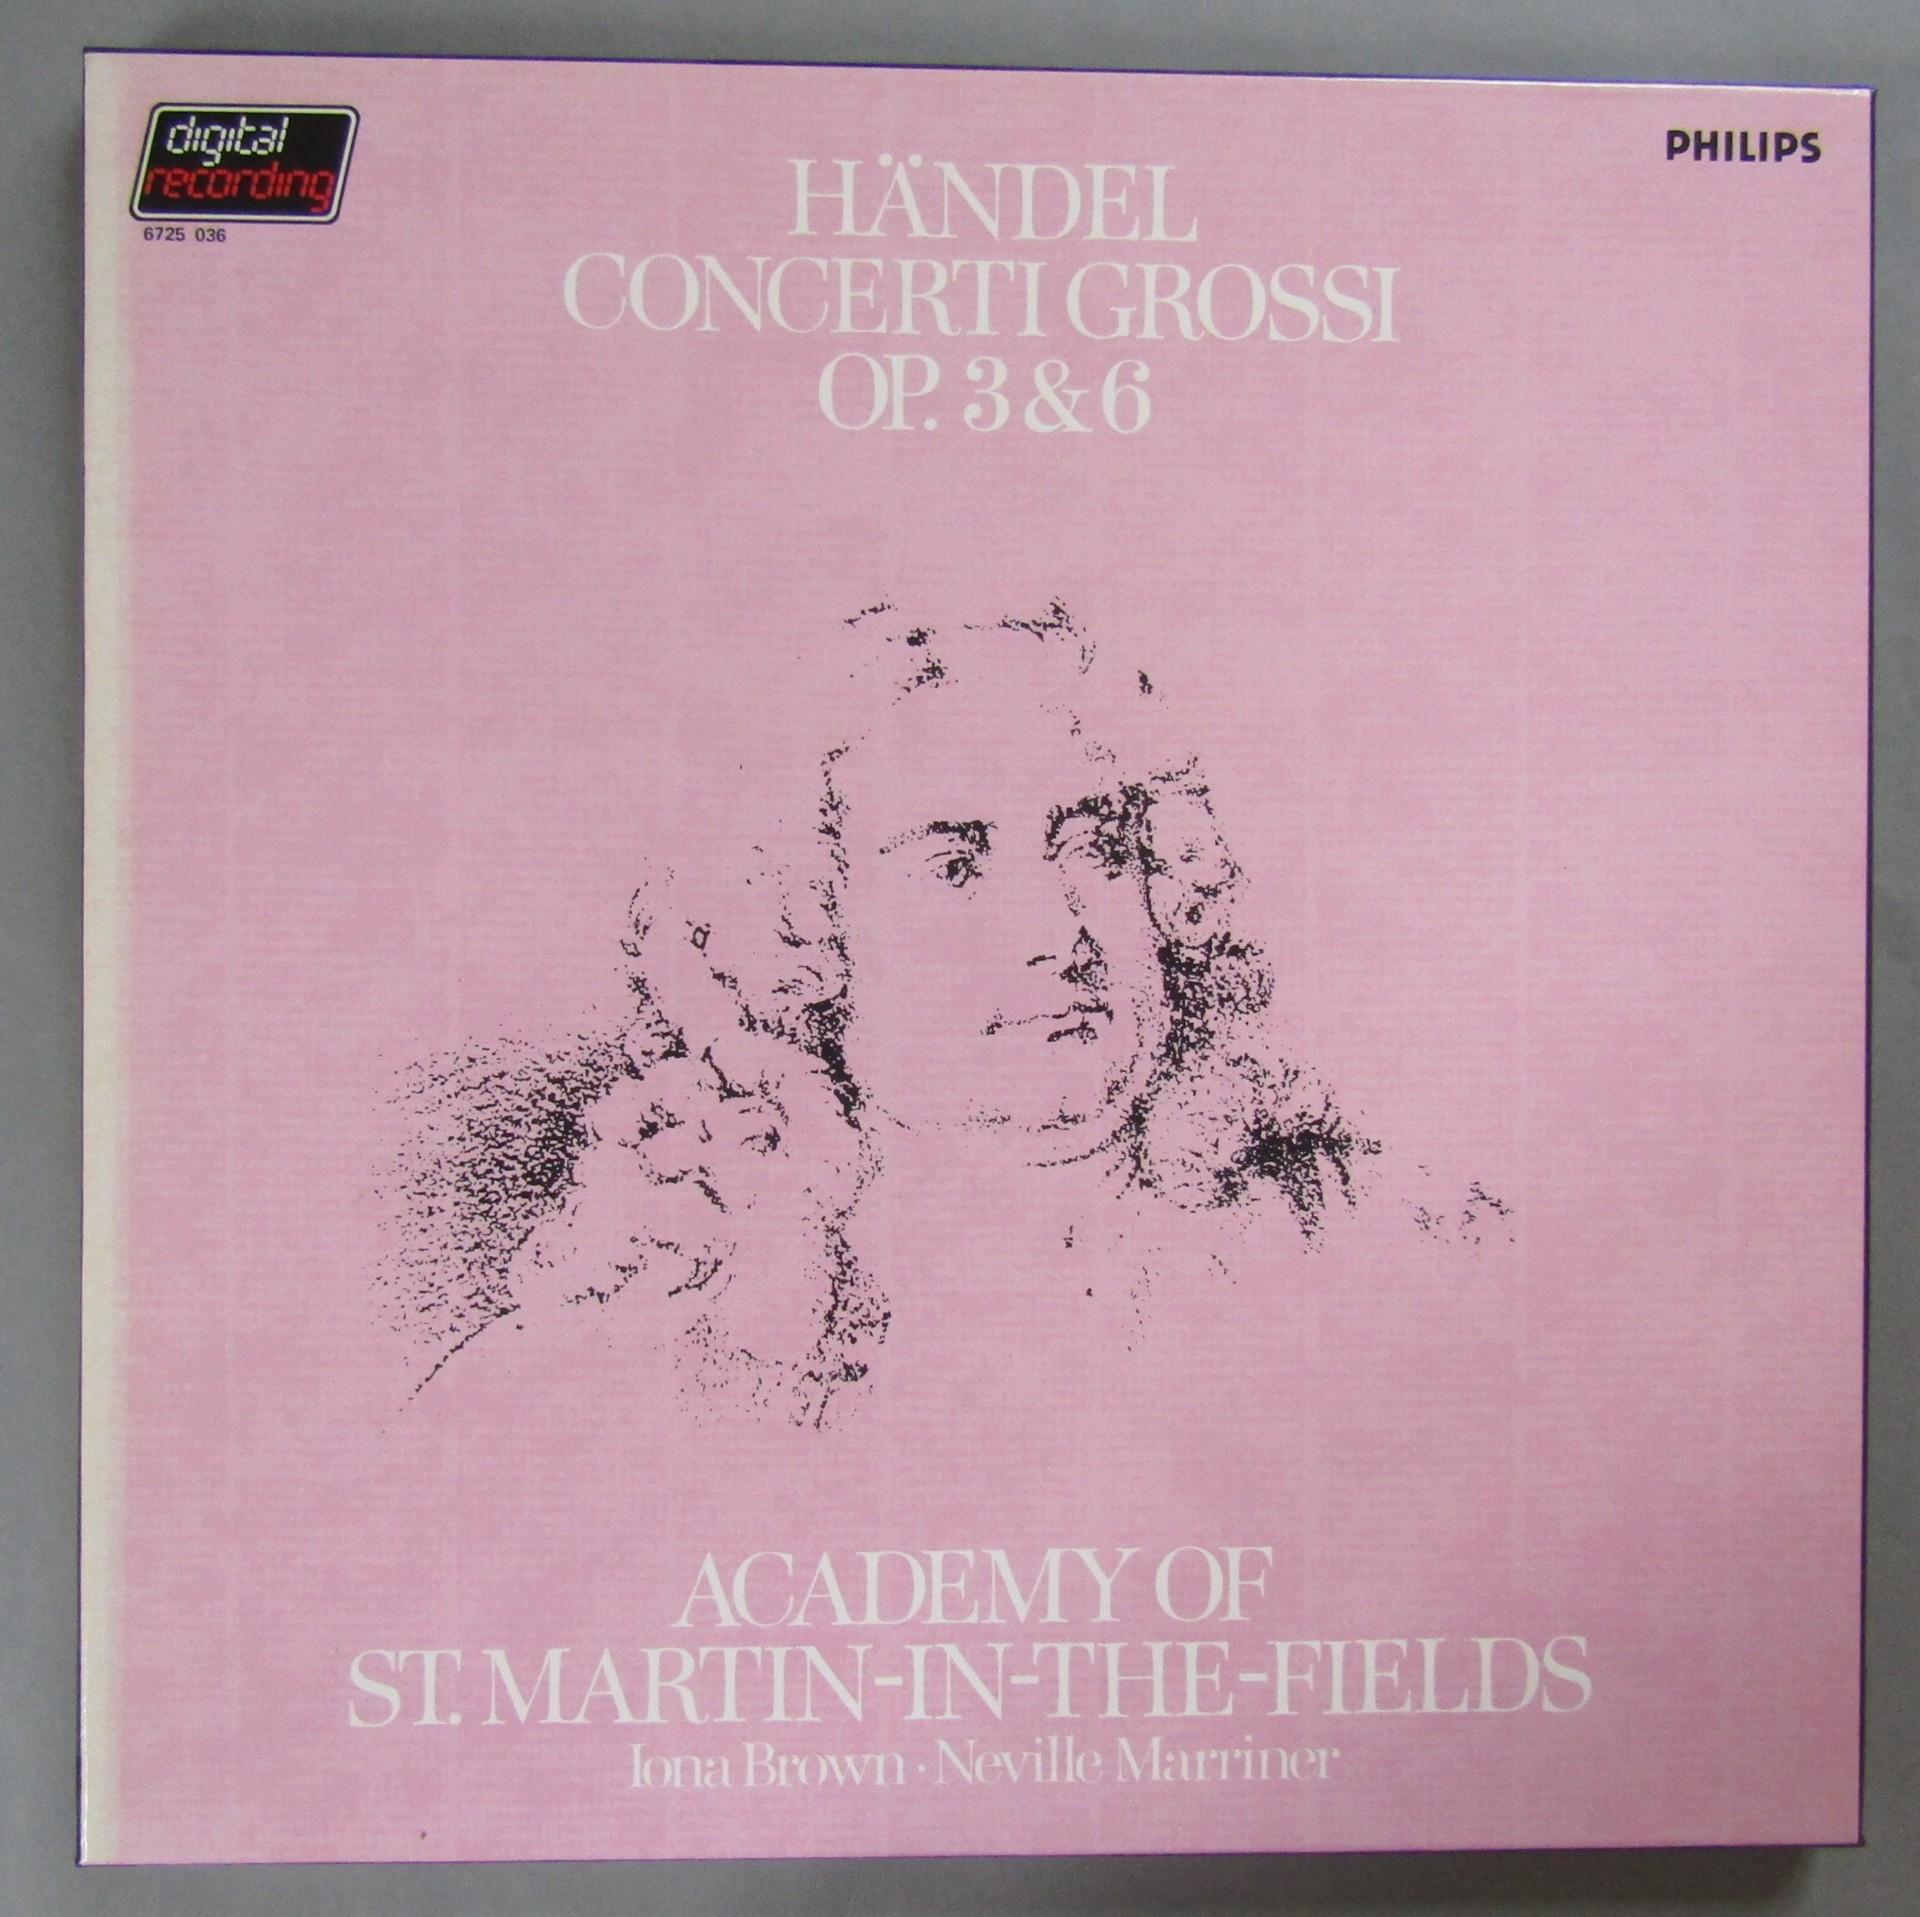 digital
recording
6725 036
PHILIPS
HÄNDEL
CONCERTI GROSSI
OP. 3 & 6
ACADEMY OF
ST. MARTIN-IN-THE-FIELDS
Iona Brown · Neville Marriner